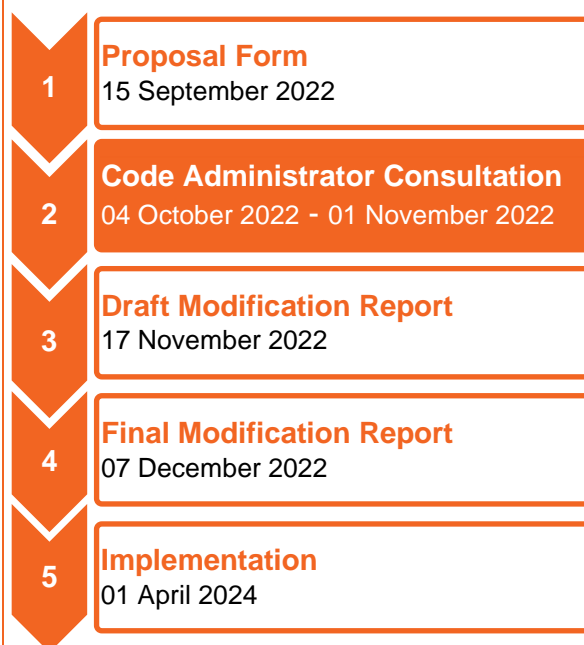 1
Proposal Form
15 September 2022
2
Code Administrator Consultation
04 October 2022 - 01 November 2022
3
Draft Modification Report
17 November 2022
4
Final Modification Report
07 December 2022
5
Implementation
01 April 2024